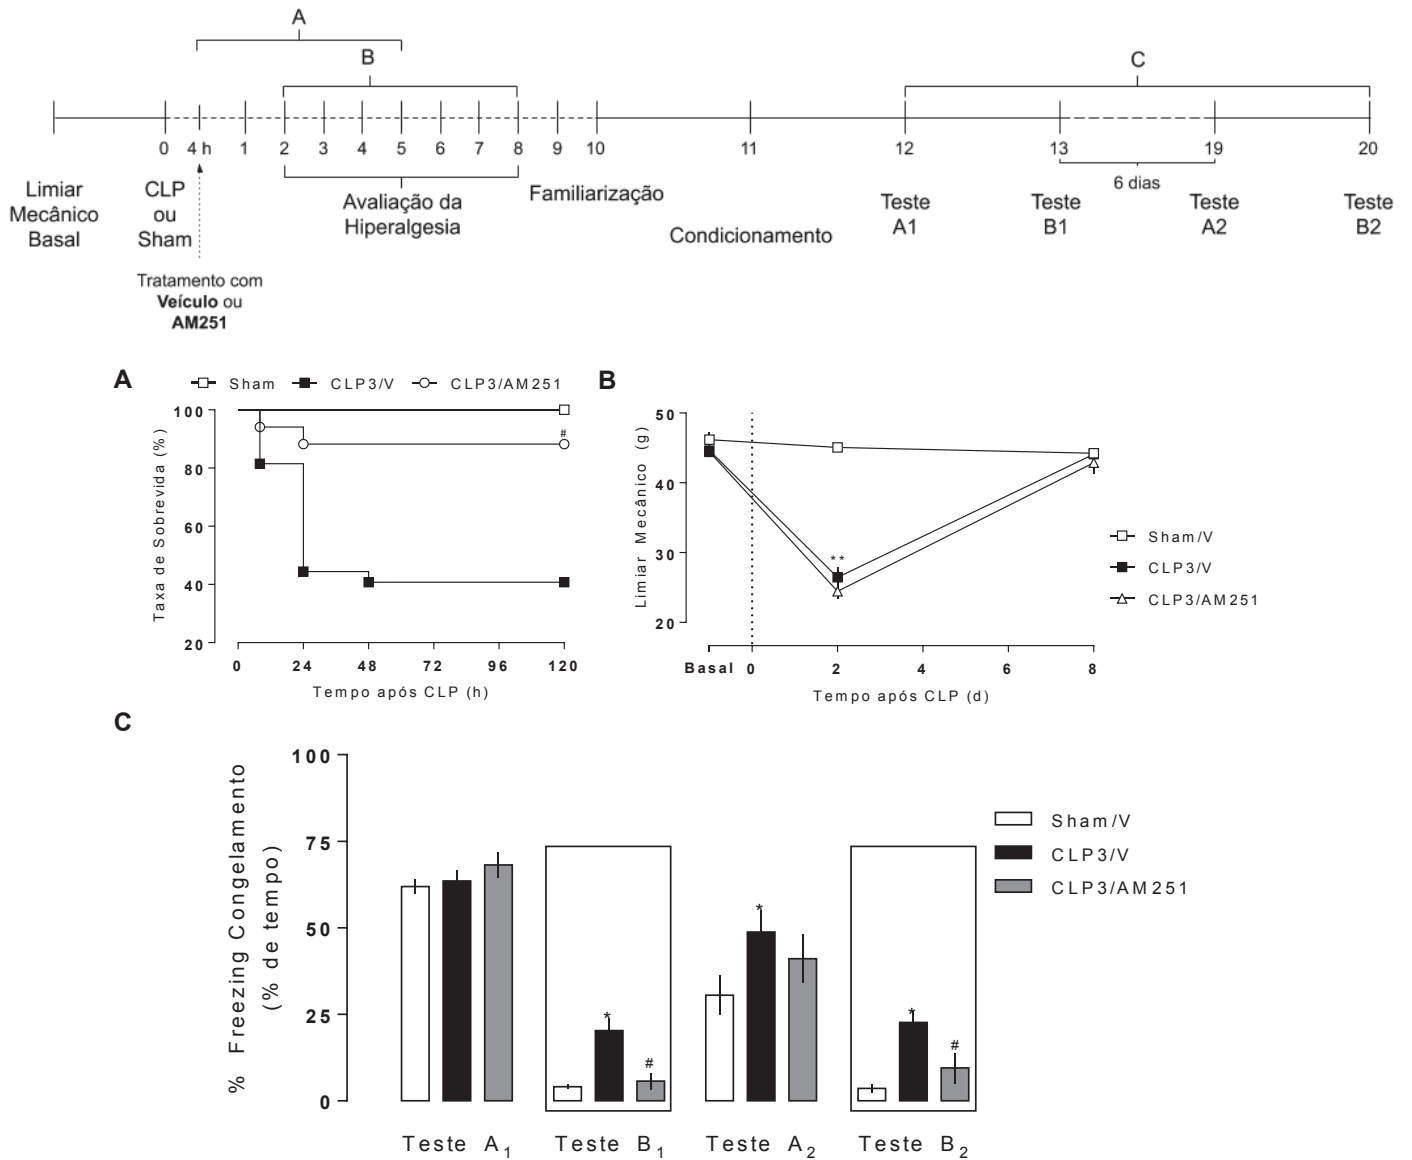 A
B
C
0 4 h 1 2 3 4 5 6 7 8 9 10 11 12 13 19 20
6 dias
Limiar
Mecânico
Basal
CLP
ou
Sham
Avaliação da
Hiperalgesia
Familiarização
Condicionamento
Teste
A1
Teste
B1
Teste
A2
Teste
B2
Tratamento com
Veículo ou
AM251
A
Sham CLP3/V CLP3/AM251
Taxa de Sobrevida (%)
100
80
60
40
20
#
0 24 48 72 96 120
Tempo após CLP (h)
B
Limiar Mecânico (g)
50
40
30
20
**
Basal 0 2 4 6 8
Tempo após CLP (d)
Sham/V
CLP3/V
CLP3/AM251
C
% Freezing Congelamento
(% de tempo)
100
75
50
25
0
* # * * #
Teste A1 Teste B1 Teste A2 Teste B2
Sham/V
CLP3/V
CLP3/AM251